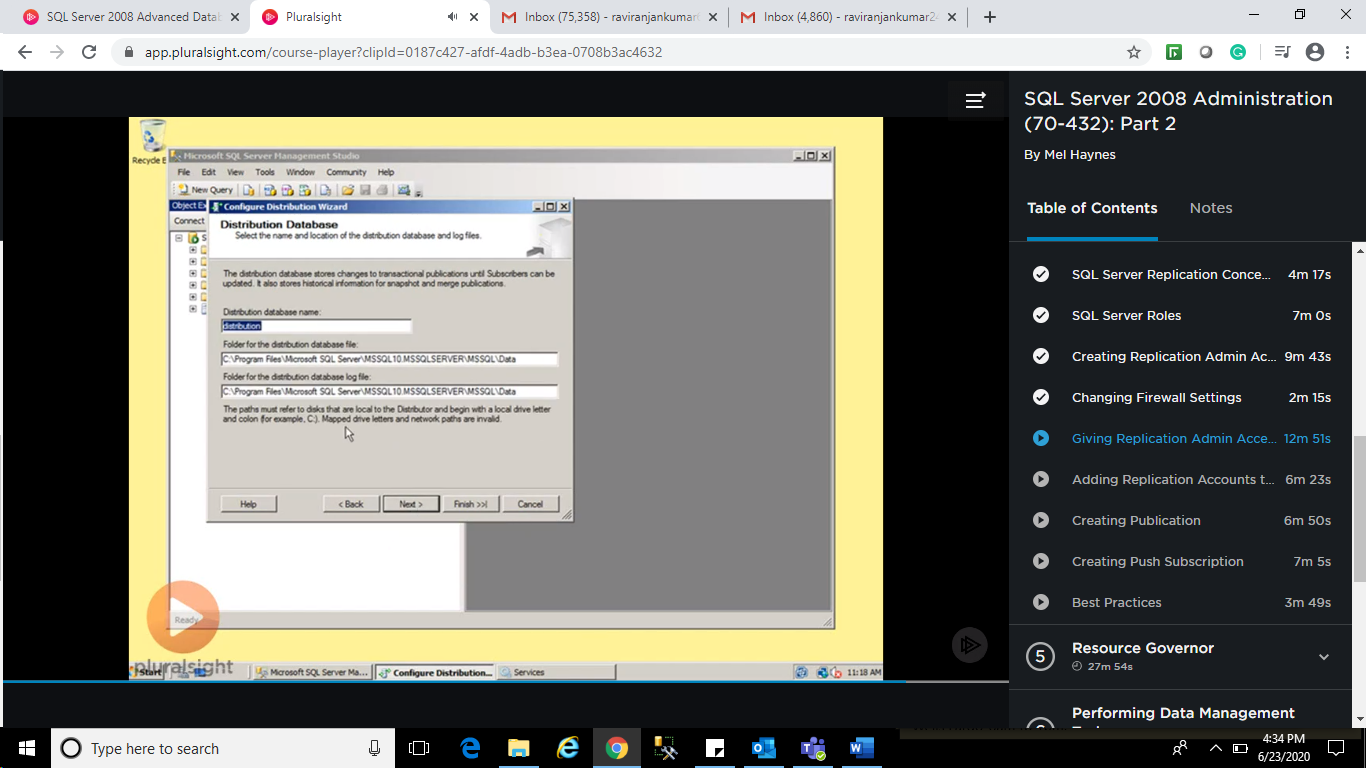 SQL Server 2008 Advanced Datab
Pluralsight
Inbox (75,358) - raviranjankumar
Inbox (4,860) - raviranjankumar2
app.pluralsight.com/course-player?clipId=0187c427-afdf-4adb-b3ea-0708b3ac4632
SQL Server 2008 Administration
(70-432): Part 2
By Mel Haynes
Table of Contents
Notes
SQL Server Replication Conce... 4m 17s
SQL Server Roles 7m 0s
Creating Replication Admin Ac... 9m 43s
Changing Firewall Settings 2m 15s
Giving Replication Admin Acce... 12m 51s
Adding Replication Accounts t... 6m 23s
Creating Publication 6m 50s
Creating Push Subscription 7m 5s
Best Practices 3m 49s
5
Resource Governor
27m 54s
Performing Data Management
Recycle B
Microsoft SQL Server Management Studio
File Edit View Tools Window Community Help
New Query
Object Ex
Connect
Configure Distribution Wizard
Distribution Database
Select the name and location of the distribution database and log files.
The distribution database stores changes to transactional publications until Subscribers can be
updated. It also stores historical information for snapshot and merge publications.
Distribution database name:
distribution
Folder for the distribution database file:
C:\Program Files\Microsoft SQL Server\MSSQL10.MSSQLSERVER\MSSQL\Data
Folder for the distribution database log file:
C:\Program Files\Microsoft SQL Server\MSSQL10.MSSQLSERVER\MSSQL\Data
The paths must refer to disks that are local to the Distributor and begin with a local drive letter
and colon (for example, C:). Mapped drive letters and network paths are invalid.
Help
< Back
Next >
Finish >>|
Cancel
Ready
pluralsight
Start
Microsoft SQL Server Ma...
Configure Distribution...
Services
11:18 AM
Type here to search
4:34 PM
6/23/2020